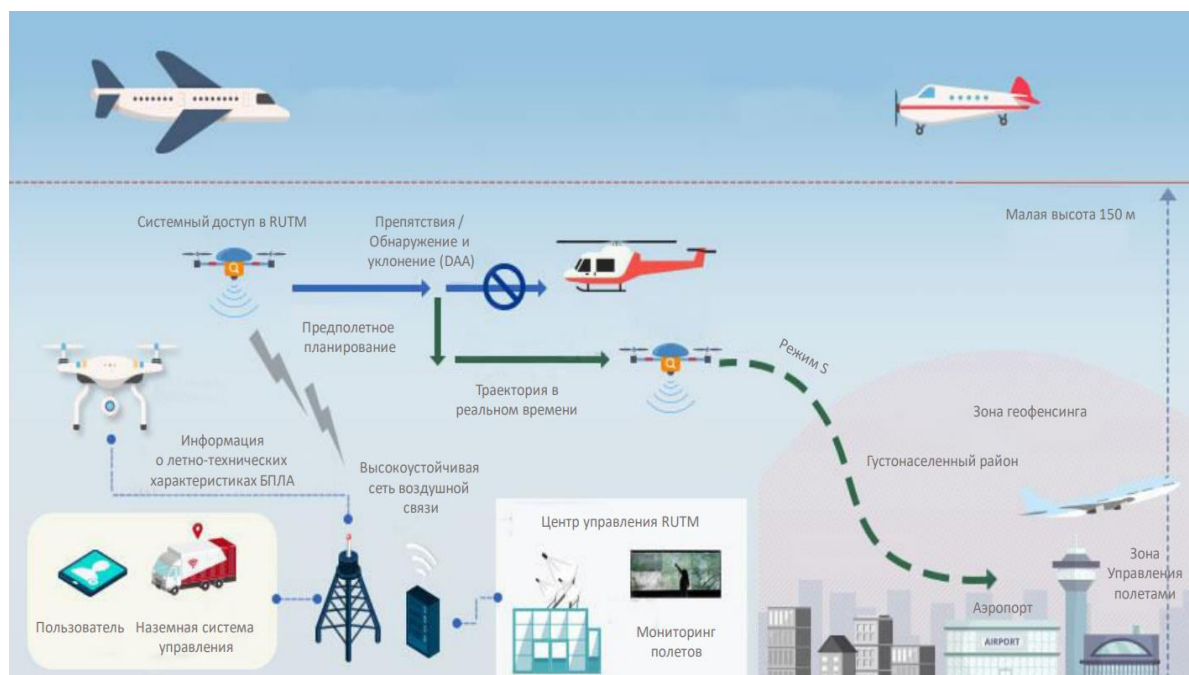 Малая высота 150 м
Системный доступ в RUTM
Препятствия /
Обнаружение и
уклонение (DAA)
Предполетное
планирование
Режим S
Траектория в
реальном времени
Зона геофенсинга
Густонаселенный район
Информация
о летно-технических
характеристиках БПЛА
Высокоустойчивая
сеть воздушной
связи
Центр управления RUTM
Зона
Управления
полетами
Аэропорт
AIRPORT
Пользователь
Наземная система
управления
Мониторинг
полетов